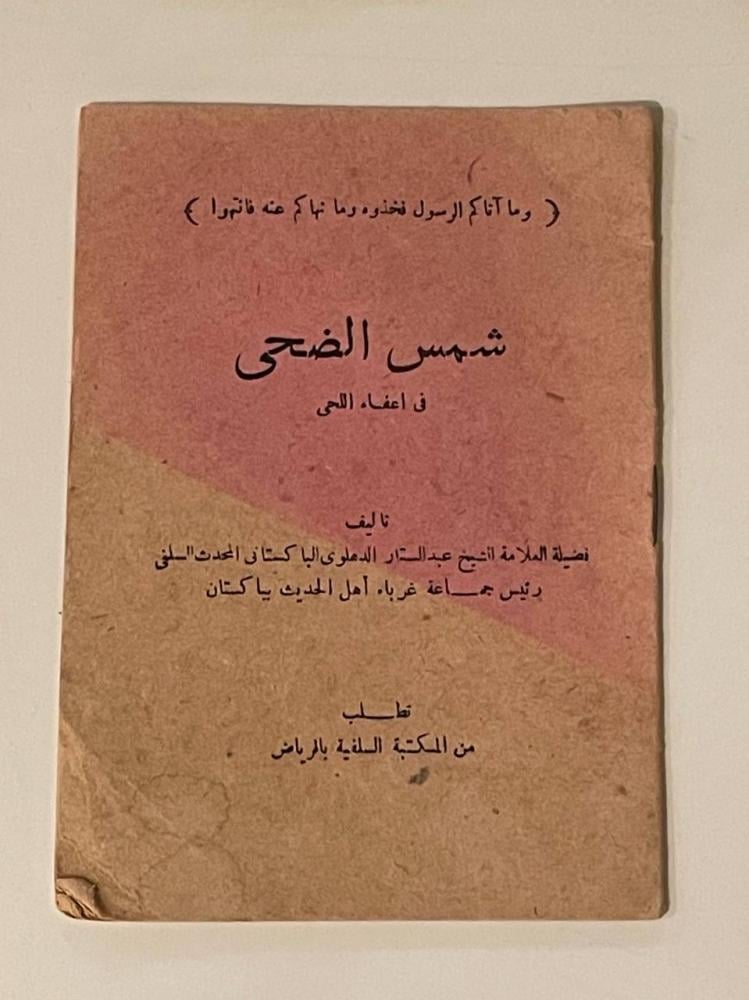 ﴿ وما آتاكم الرسول فخذوه وما نهاكم عنه فانتهوا ﴾
شمس الضحى
فى اعفاء اللحى
تاليف
فضيلة العلامة الشيخ عبدالستار الدهلوى الباكستانى المحدث السلفى
رئيس جماعة غرباء أهل الحديث بباكستان
تطلب
من المكتبة السلفية بالرياض